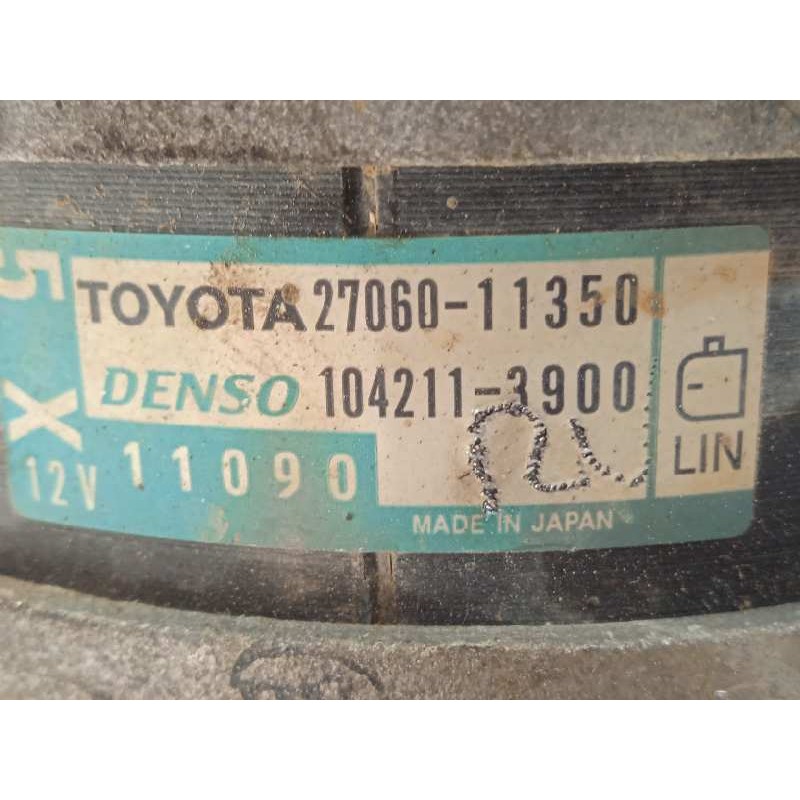 5 X
TOYOTA 27060-11350
DENSO 104211-3900
12V 11090
LIN
MADE IN JAPAN